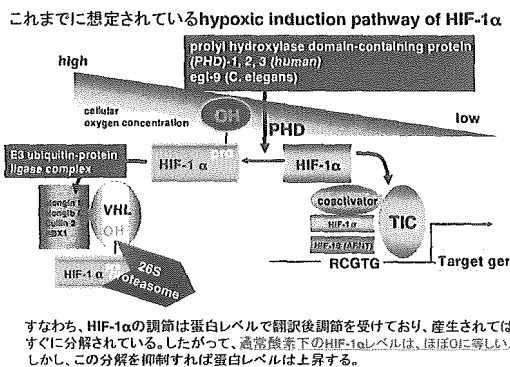 これまでに想定されているhypoxic induction pathway of HIF-1α
prolyl hydroxylase domain-containing protein
(PHD)-1, 2, 3 (human)
egl-9 (C. elegans)
high
cellular
oxygen concentration
OH
PHD
low
E3 ubiquitin-protein
ligase complex
HIF-1 α
pro
HIF-1α
VHL
OH
coactivator
HIF-1α
TIC
HIF-1β (ARNT)
RCGTG
Target gen
HIF-1 α
26S
Proteasome
すなわち、HIF-1αの調節は蛋白レベルで翻訳後調節を受けており、産生されては
すぐに分解されている。したがって、通常酸素下のHIF-1αレベルは、ほぼ0に等しい。
しかし、この分解を抑制すれば蛋白レベルは上昇する。